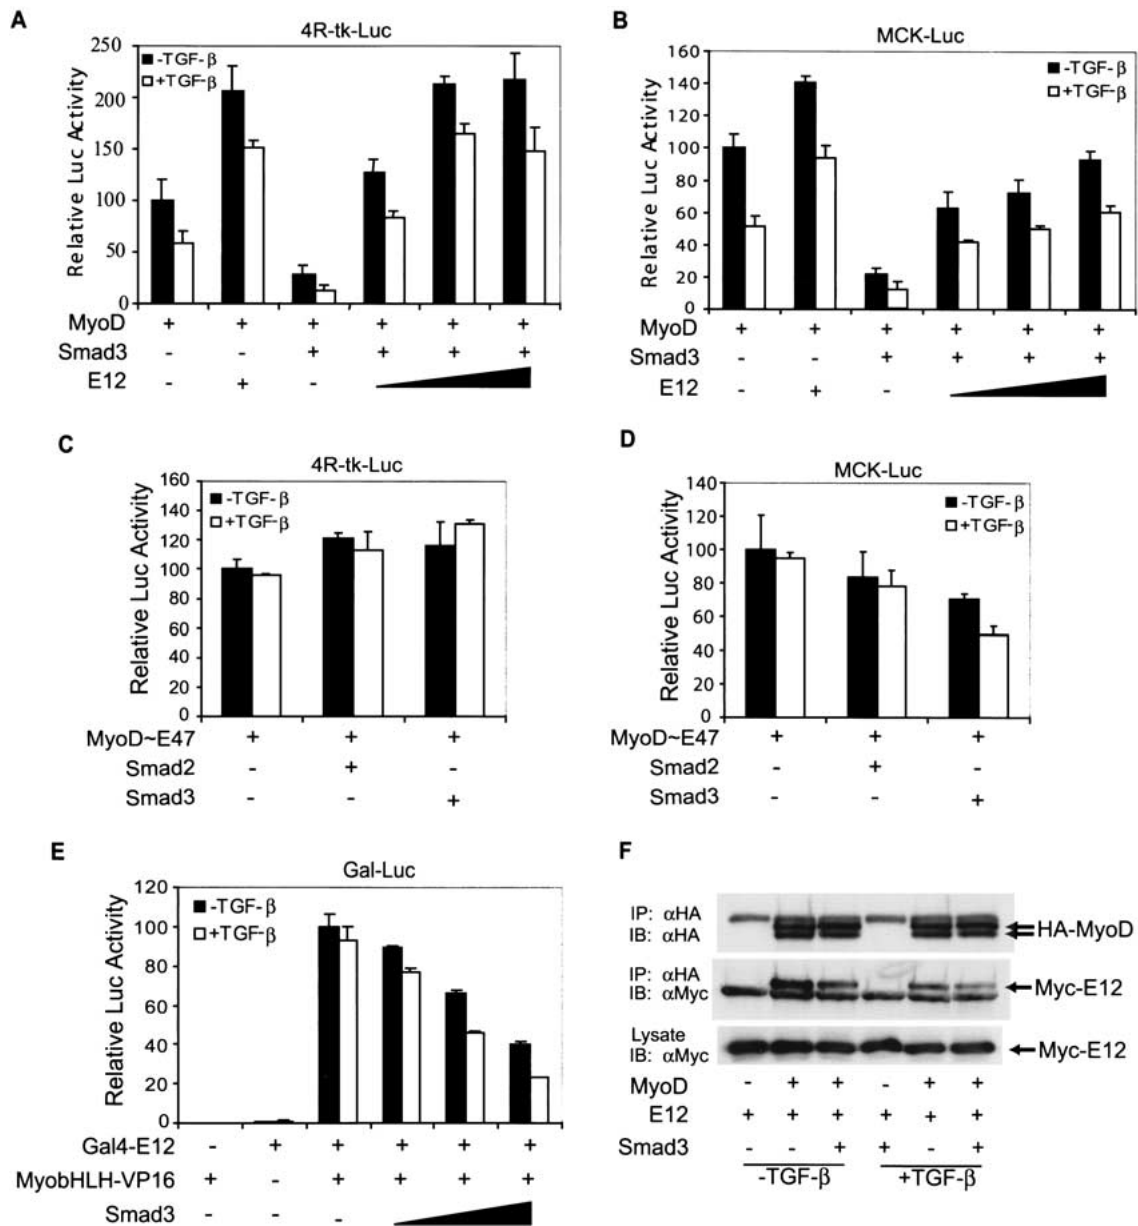 A
4R-tk-Luc
Relative Luc Activity
250
200
150
100
50
0
-TGF-β
+TGF-β
MyoD + + + + + +
Smad3 - - + + + +
E12 - + -
B
MCK-Luc
Relative Luc Activity
160
140
120
100
80
60
40
20
0
-TGF-β
+TGF-β
MyoD + + + + + +
Smad3 - - + + + +
E12 - + -
C
4R-tk-Luc
Relative Luc Activity
160
140
120
100
80
60
40
20
0
-TGF-β
+TGF-β
MyoD~E47 + + +
Smad2 - + -
Smad3 - - +
D
MCK-Luc
Relative Luc Activity
140
120
100
80
60
40
20
0
-TGF-β
+TGF-β
MyoD~E47 + + +
Smad2 - + -
Smad3 - - +
E
Gal-Luc
Relative Luc Activity
120
100
80
60
40
20
0
-TGF-β
+TGF-β
Gal4-E12 - + + + + +
MyobHLH-VP16 + - + + + +
Smad3 - - -
F
IP: αHA
IB: αHA
HA-MyoD
IP: αHA
IB: αMyc
Myc-E12
Lysate
IB: αMyc
Myc-E12
MyoD - + + - + +
E12 + + + + + +
Smad3 - - + + - +
-TGF-β +TGF-β